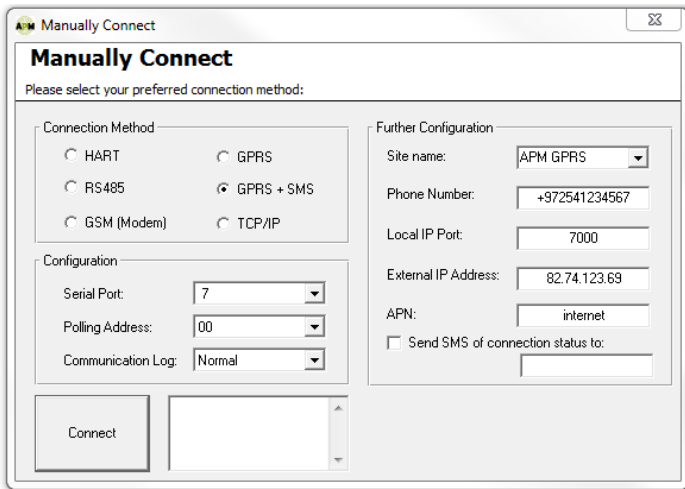 APM Manually Connect
Manually Connect
Please select your preferred connection method:
Connection Method
HART
GPRS
RS485
GPRS + SMS
GSM (Modem)
TCP/IP
Configuration
Serial Port: 7
Polling Address: 00
Communication Log: Normal
Connect
Further Configuration
Site name: APM GPRS
Phone Number: +972541234567
Local IP Port: 7000
External IP Address: 82.74.123.69
APN: internet
Send SMS of connection status to: